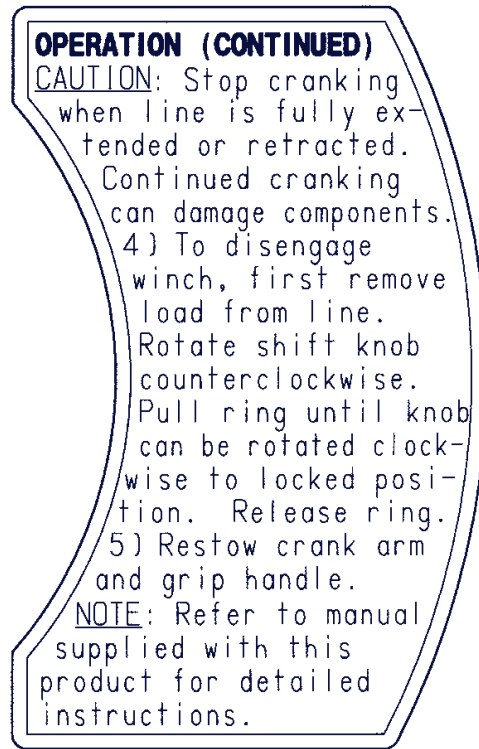 OPERATION (CONTINUED)
CAUTION: Stop cranking
when line is fully ex-
tended or retracted.
Continued cranking
can damage components.
4) To disengage
winch, first remove
load from line.
Rotate shift knob
counterclockwise.
Pull ring until knob
can be rotated clock-
wise to locked posi-
tion. Release ring.
5) Restow crank arm
and grip handle.
NOTE: Refer to manual
supplied with this
product for detailed
instructions.